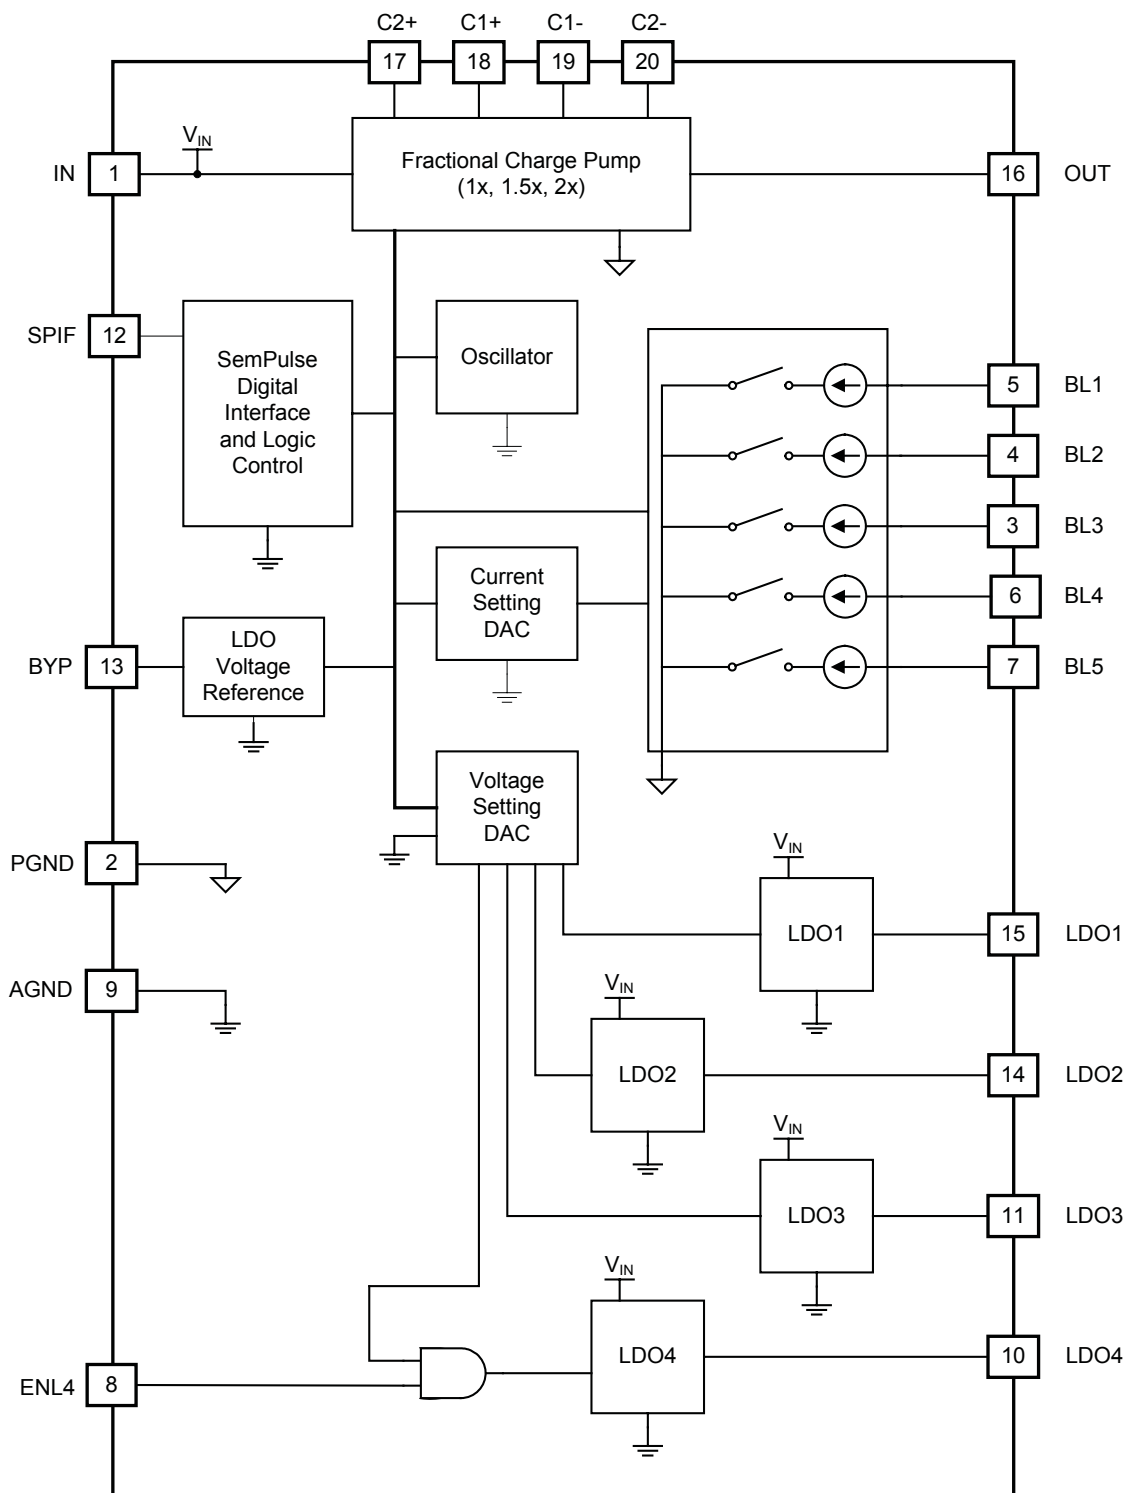 C2+ C1+ C1- C2-
17 18 19 20
VIN
IN 1
Fractional Charge Pump
(1x, 1.5x, 2x)
16 OUT
SPIF 12
SemPulse
Digital
Interface
and Logic
Control
Oscillator
5 BL1
4 BL2
3 BL3
6 BL4
7 BL5
Current
Setting
DAC
BYP 13
LDO
Voltage
Reference
Voltage
Setting
DAC
PGND 2
AGND 9
VIN
LDO1
15 LDO1
VIN
LDO2
14 LDO2
VIN
LDO3
11 LDO3
VIN
LDO4
10 LDO4
ENL4 8